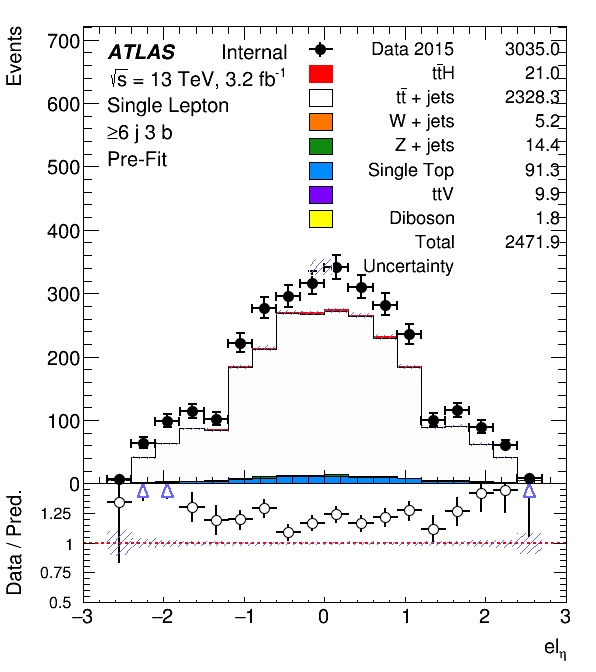 Events
700
600
500
400
300
200
100
0
ATLAS Internal
√s = 13 TeV, 3.2 fb⁻¹
Single Lepton
≥6 j 3 b
Pre-Fit
Data 2015 3035.0
tt̄H 21.0
tt̄ + jets 2328.3
W + jets 5.2
Z + jets 14.4
Single Top 91.3
ttV 9.9
Diboson 1.8
Total 2471.9
Uncertainty
Data / Pred.
1.25
1
0.75
0.5
−3 −2 −1 0 1 2 3
el_η